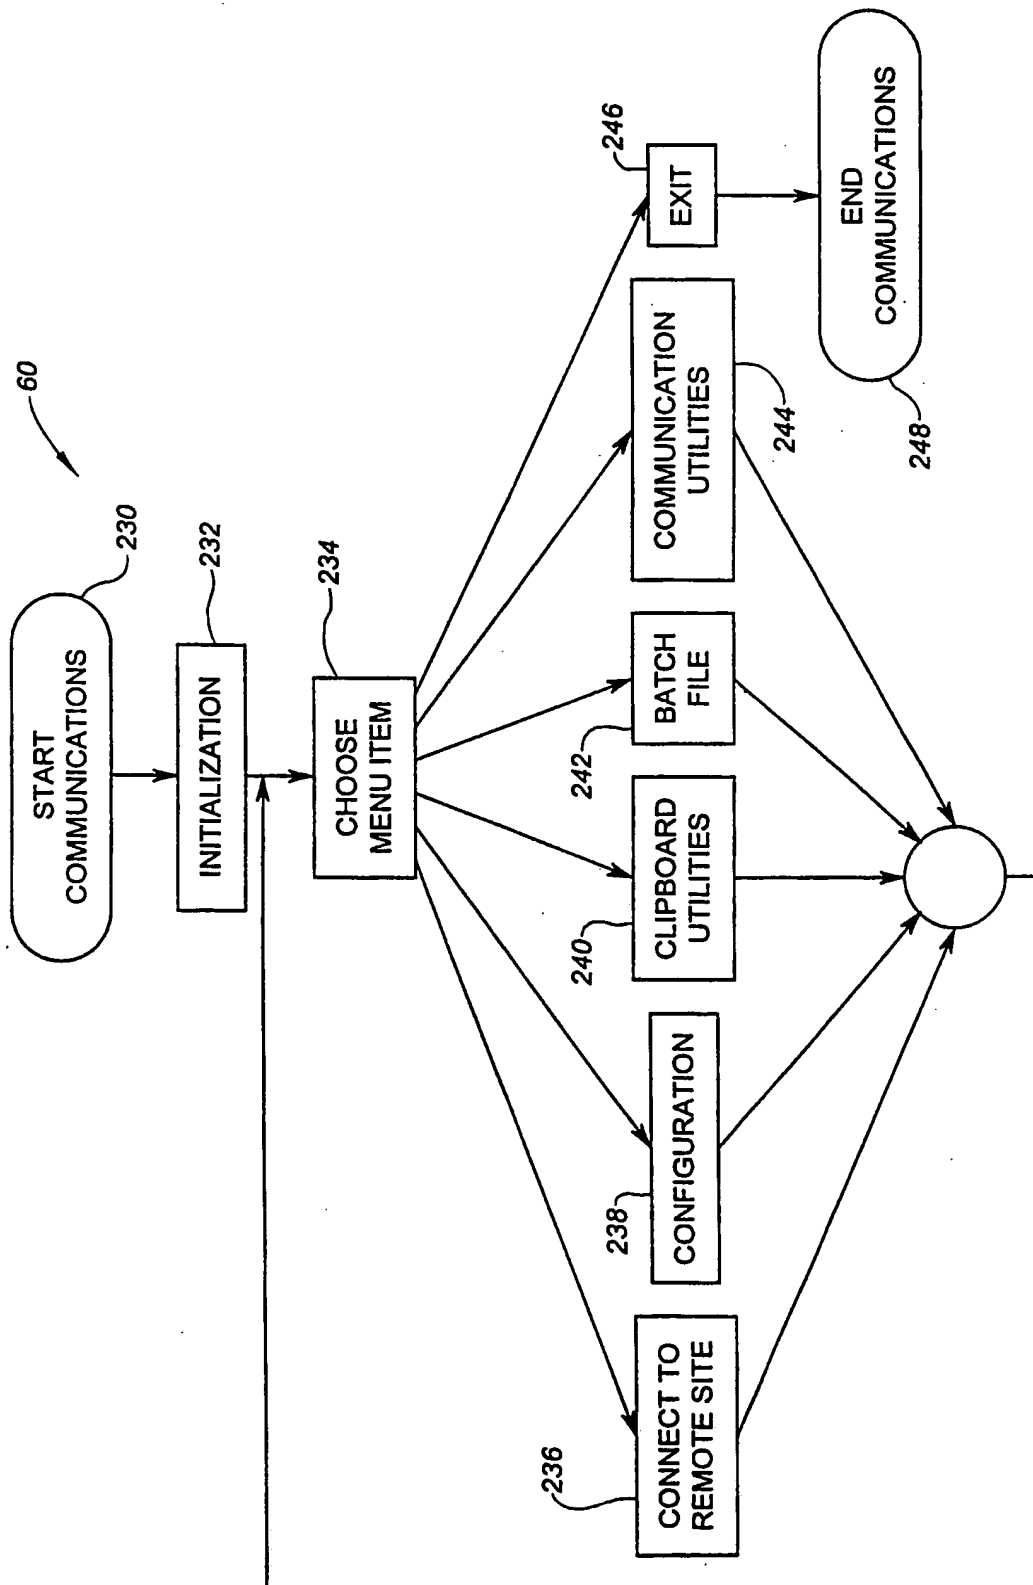 60
START
COMMUNICATIONS
230
INITIALIZATION
232
CHOOSE
MENU ITEM
234
236
CONNECT TO
REMOTE SITE
238
CONFIGURATION
240
CLIPBOARD
UTILITIES
242
BATCH
FILE
COMMUNICATION
UTILITIES
244
EXIT
246
END
COMMUNICATIONS
248